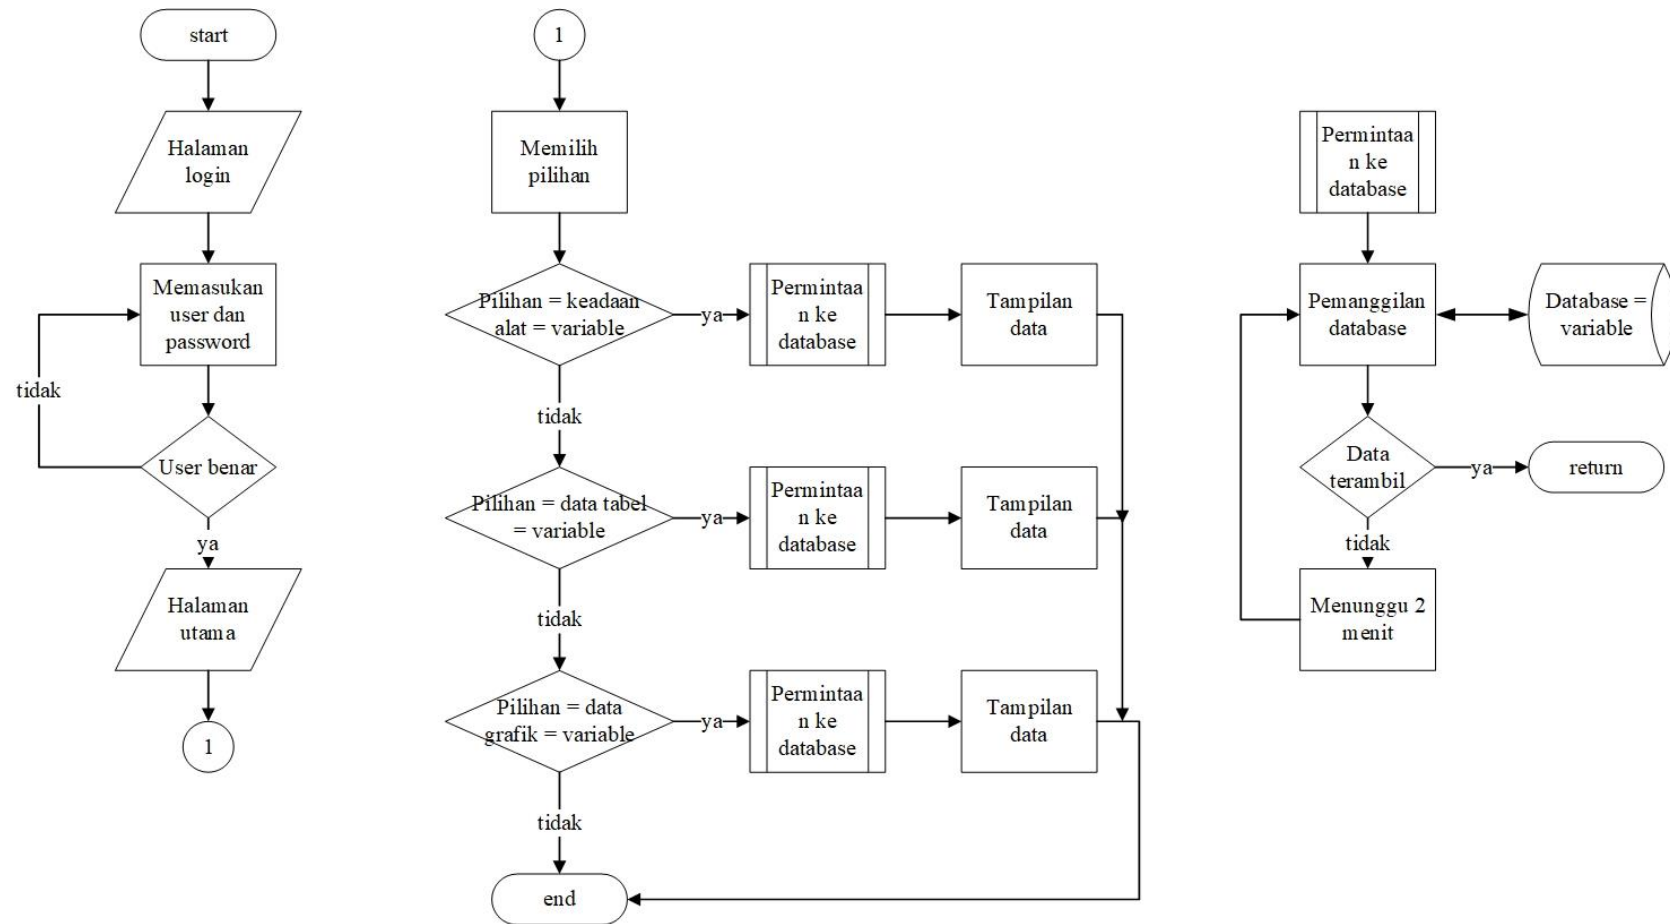 start
Halaman
login
Memasukan
user dan
password
tidak
User benar
ya
Halaman
utama
1
1
Memilih
pilihan
Pilihan = keadaan
alat = variable
ya
Permintaa
n ke
database
Tampilan
data
tidak
Pilihan = data tabel
= variable
ya
Permintaa
n ke
database
Tampilan
data
tidak
Pilihan = data
grafik = variable
ya
Permintaa
n ke
database
Tampilan
data
tidak
end
Permintaa
n ke
database
Pemanggilan
database
Database =
variable
Data
terambil
ya
return
tidak
Menunggu 2
menit